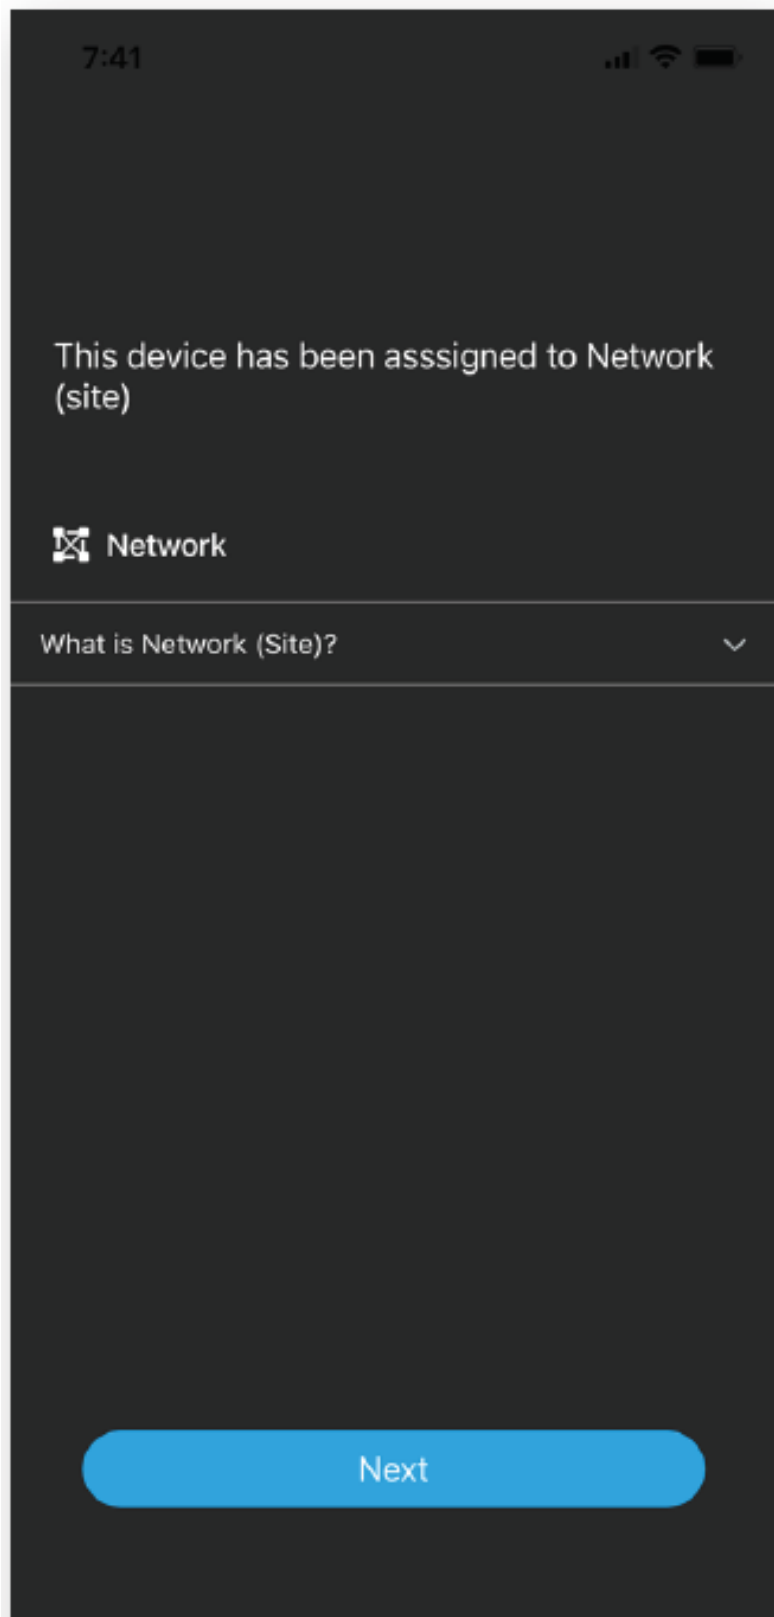 7:41
This device has been asssigned to Network
(site)
Network
What is Network (Site)?
Next